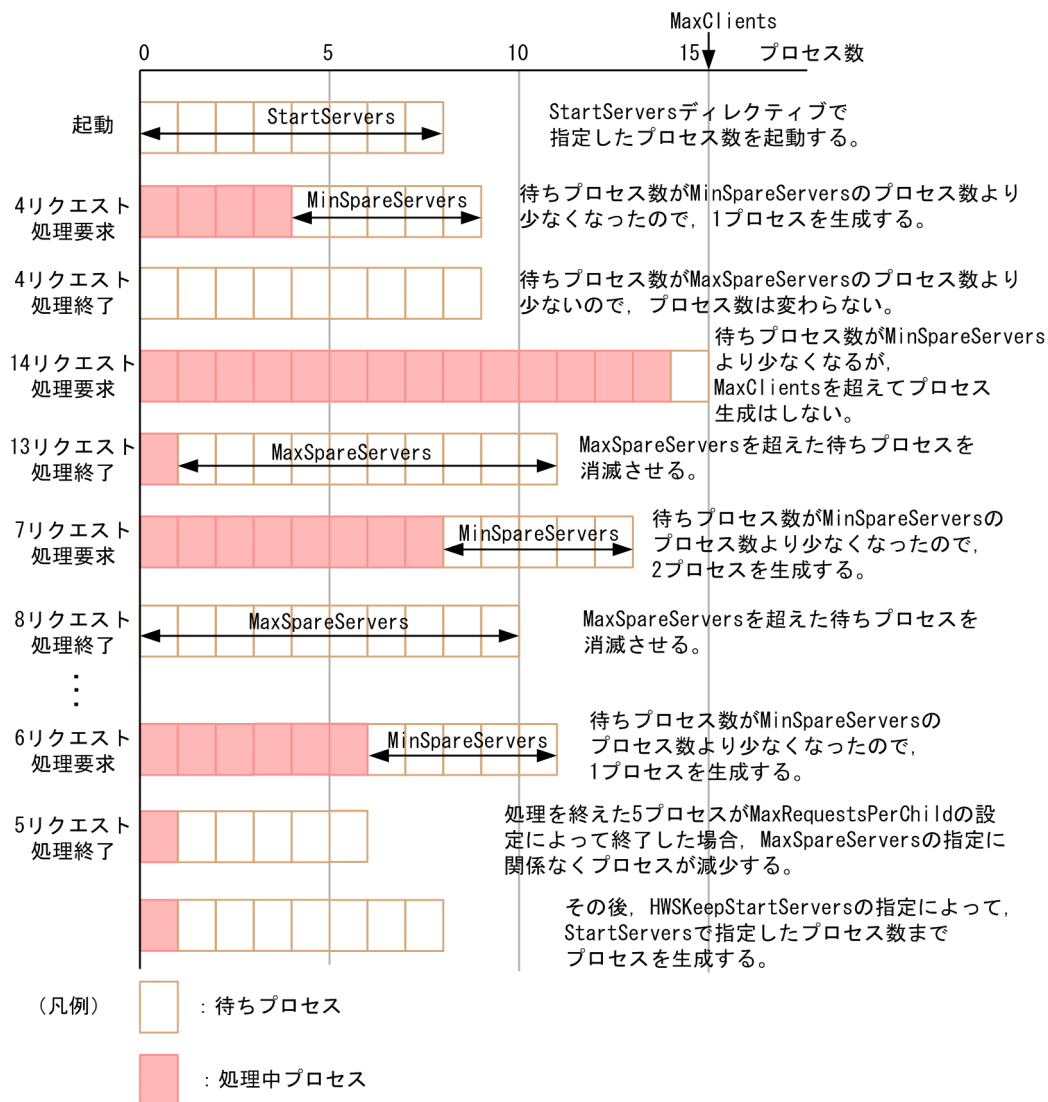 MaxClients
0 5 10 15 プロセス数
起動
StartServers
StartServersディレクティブで
指定したプロセス数を起動する。
4リクエスト
処理要求
MinSpareServers
待ちプロセス数がMinSpareServersのプロセス数より
少なくなったので，1プロセスを生成する。
4リクエスト
処理終了
待ちプロセス数がMaxSpareServersのプロセス数より
少ないので，プロセス数は変わらない。
14リクエスト
処理要求
待ちプロセス数がMinSpareServers
より少なくなるが，
MaxClientsを超えてプロセス
生成はしない。
13リクエスト
処理終了
MaxSpareServers
MaxSpareServersを超えた待ちプロセスを
消滅させる。
7リクエスト
処理要求
MinSpareServers
待ちプロセス数がMinSpareServersの
プロセス数より少なくなったので，
2プロセスを生成する。
8リクエスト
処理終了
MaxSpareServers
MaxSpareServersを超えた待ちプロセスを
消滅させる。
⋮
6リクエスト
処理要求
MinSpareServers
待ちプロセス数がMinSpareServersの
プロセス数より少なくなったので，
1プロセスを生成する。
5リクエスト
処理終了
処理を終えた5プロセスがMaxRequestsPerChildの設
定によって終了した場合，MaxSpareServersの指定に
関係なくプロセスが減少する。
その後，HWSKeepStartServersの指定によって，
StartServersで指定したプロセス数まで
プロセスを生成する。
（凡例）
：待ちプロセス
：処理中プロセス